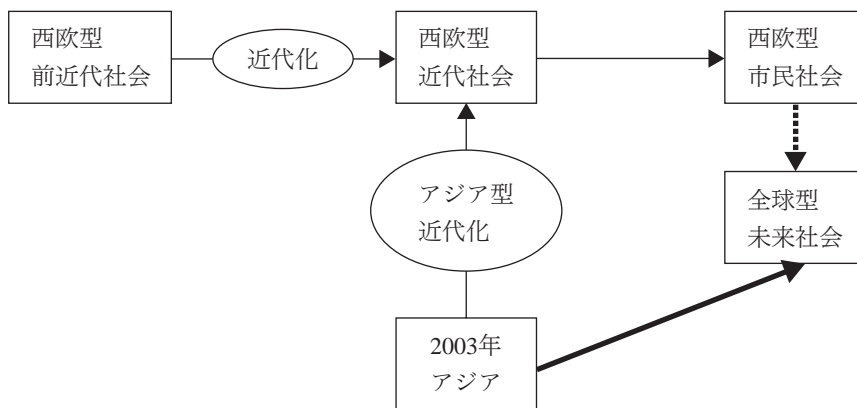 西欧型
前近代社会
近代化
西欧型
近代社会
西欧型
市民社会
アジア型
近代化
全球型
未来社会
2003年
アジア